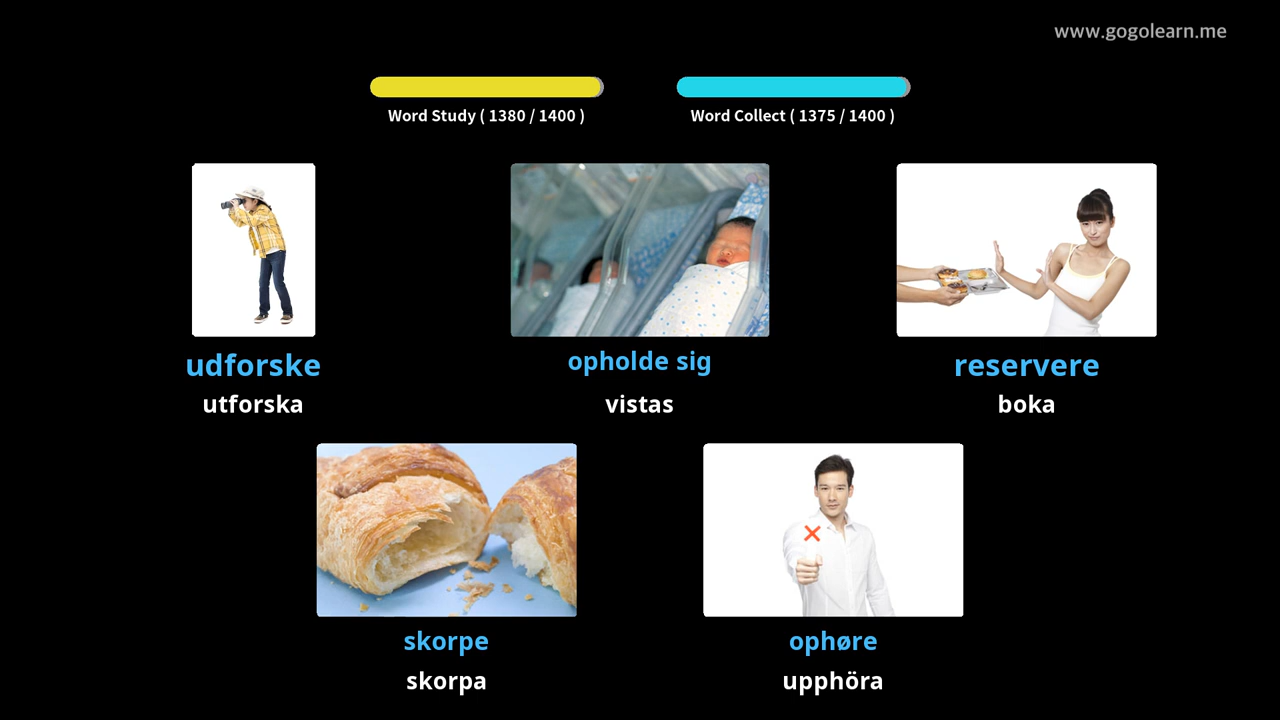 www.gogolearn.me
Word Study ( 1380 / 1400 )
Word Collect ( 1375 / 1400 )
udforske
utforska
opholde sig
vistas
reservere
boka
skorpe
skorpa
ophøre
upphöra